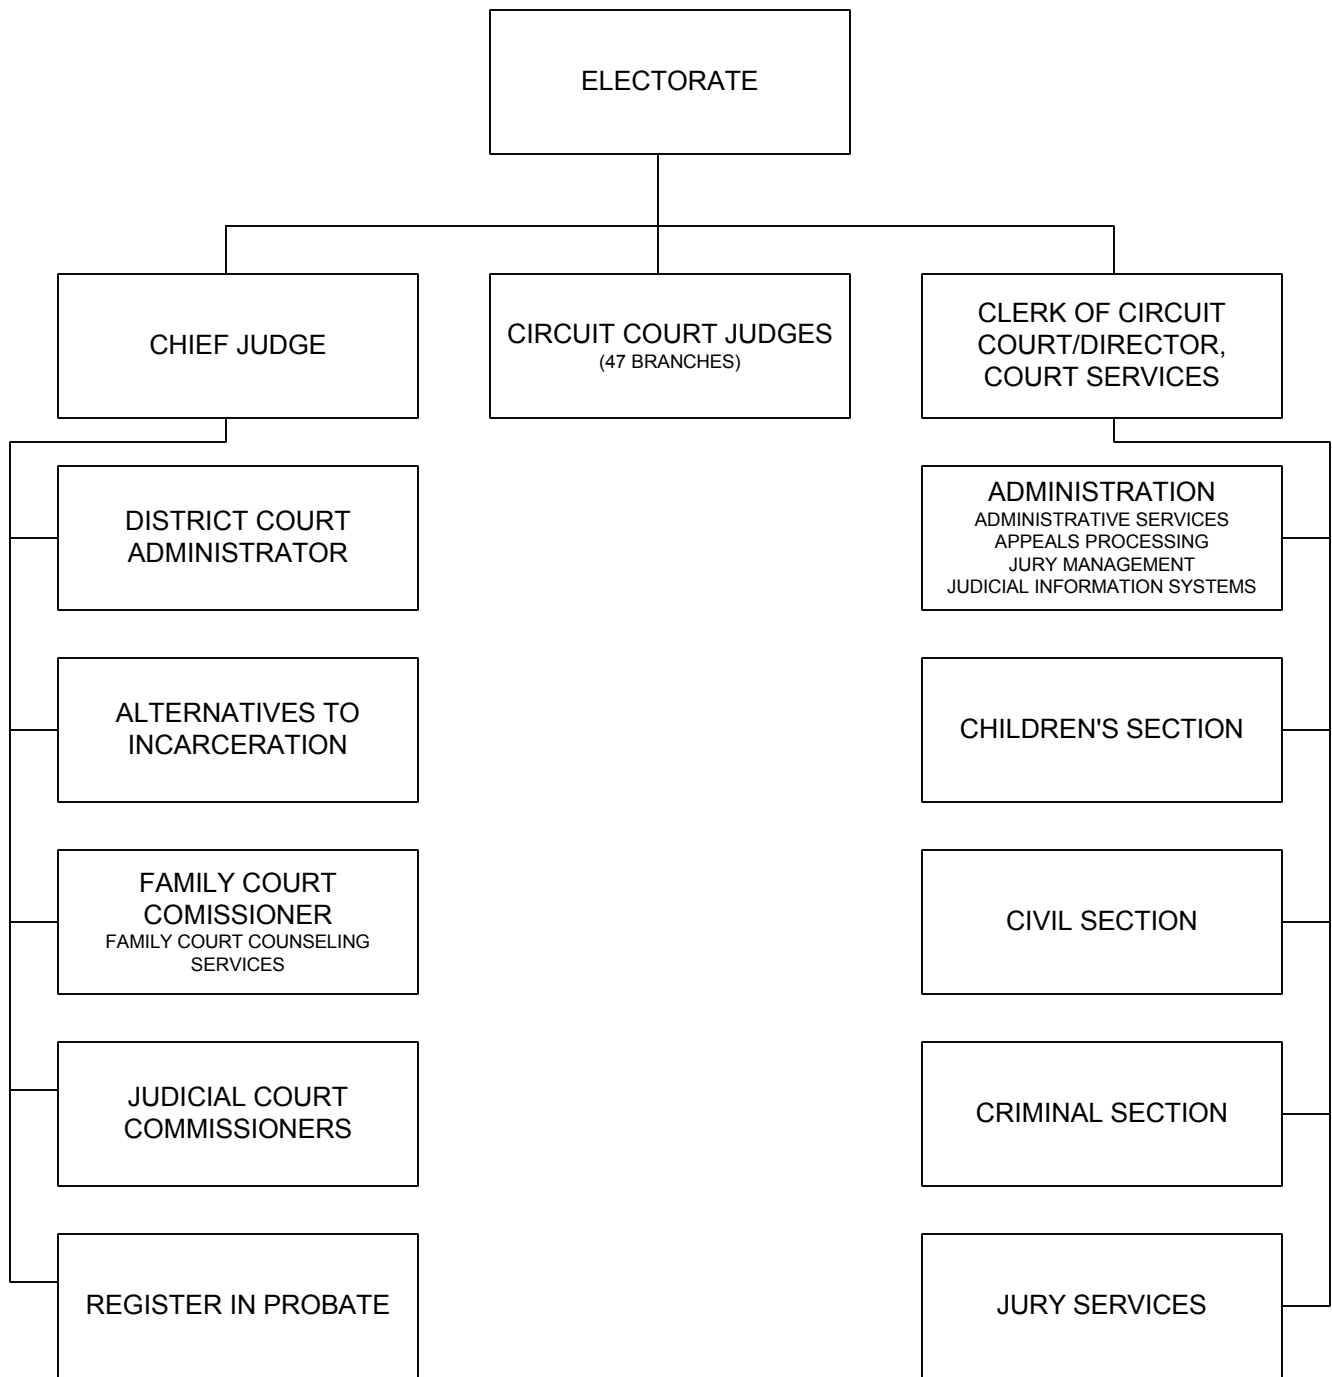 ELECTORATE
CHIEF JUDGE
CIRCUIT COURT JUDGES
(47 BRANCHES)
CLERK OF CIRCUIT
COURT/DIRECTOR,
COURT SERVICES
DISTRICT COURT
ADMINISTRATOR
ADMINISTRATION
ADMINISTRATIVE SERVICES
APPEALS PROCESSING
JURY MANAGEMENT
JUDICIAL INFORMATION SYSTEMS
ALTERNATIVES TO
INCARCERATION
CHILDREN'S SECTION
FAMILY COURT
COMISSIONER
FAMILY COURT COUNSELING
SERVICES
CIVIL SECTION
JUDICIAL COURT
COMMISSIONERS
CRIMINAL SECTION
REGISTER IN PROBATE
JURY SERVICES